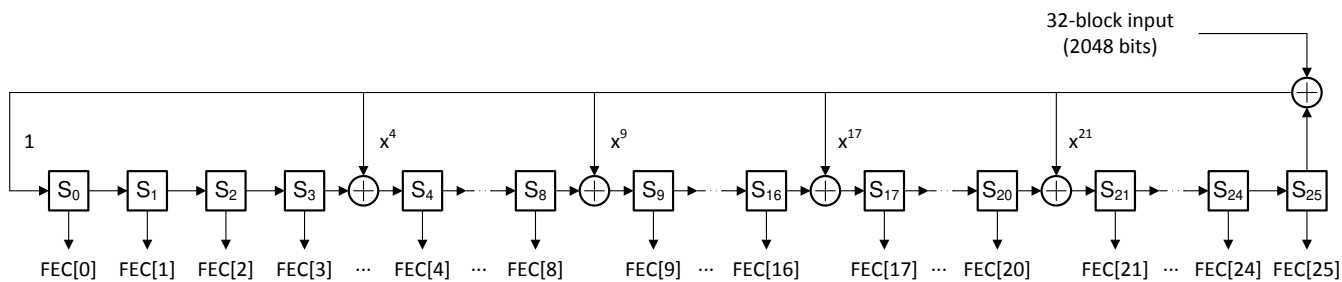 32-block input
(2048 bits)
1 x⁴ x⁹ x¹⁷ x²¹
S₀ S₁ S₂ S₃ S₄ ... S₈ S₉ ... S₁₆ S₁₇ ... S₂₀ S₂₁ ... S₂₄ S₂₅
FEC[0] FEC[1] FEC[2] FEC[3] ... FEC[4] ... FEC[8] FEC[9] ... FEC[16] FEC[17] ... FEC[20] FEC[21] ... FEC[24] FEC[25]